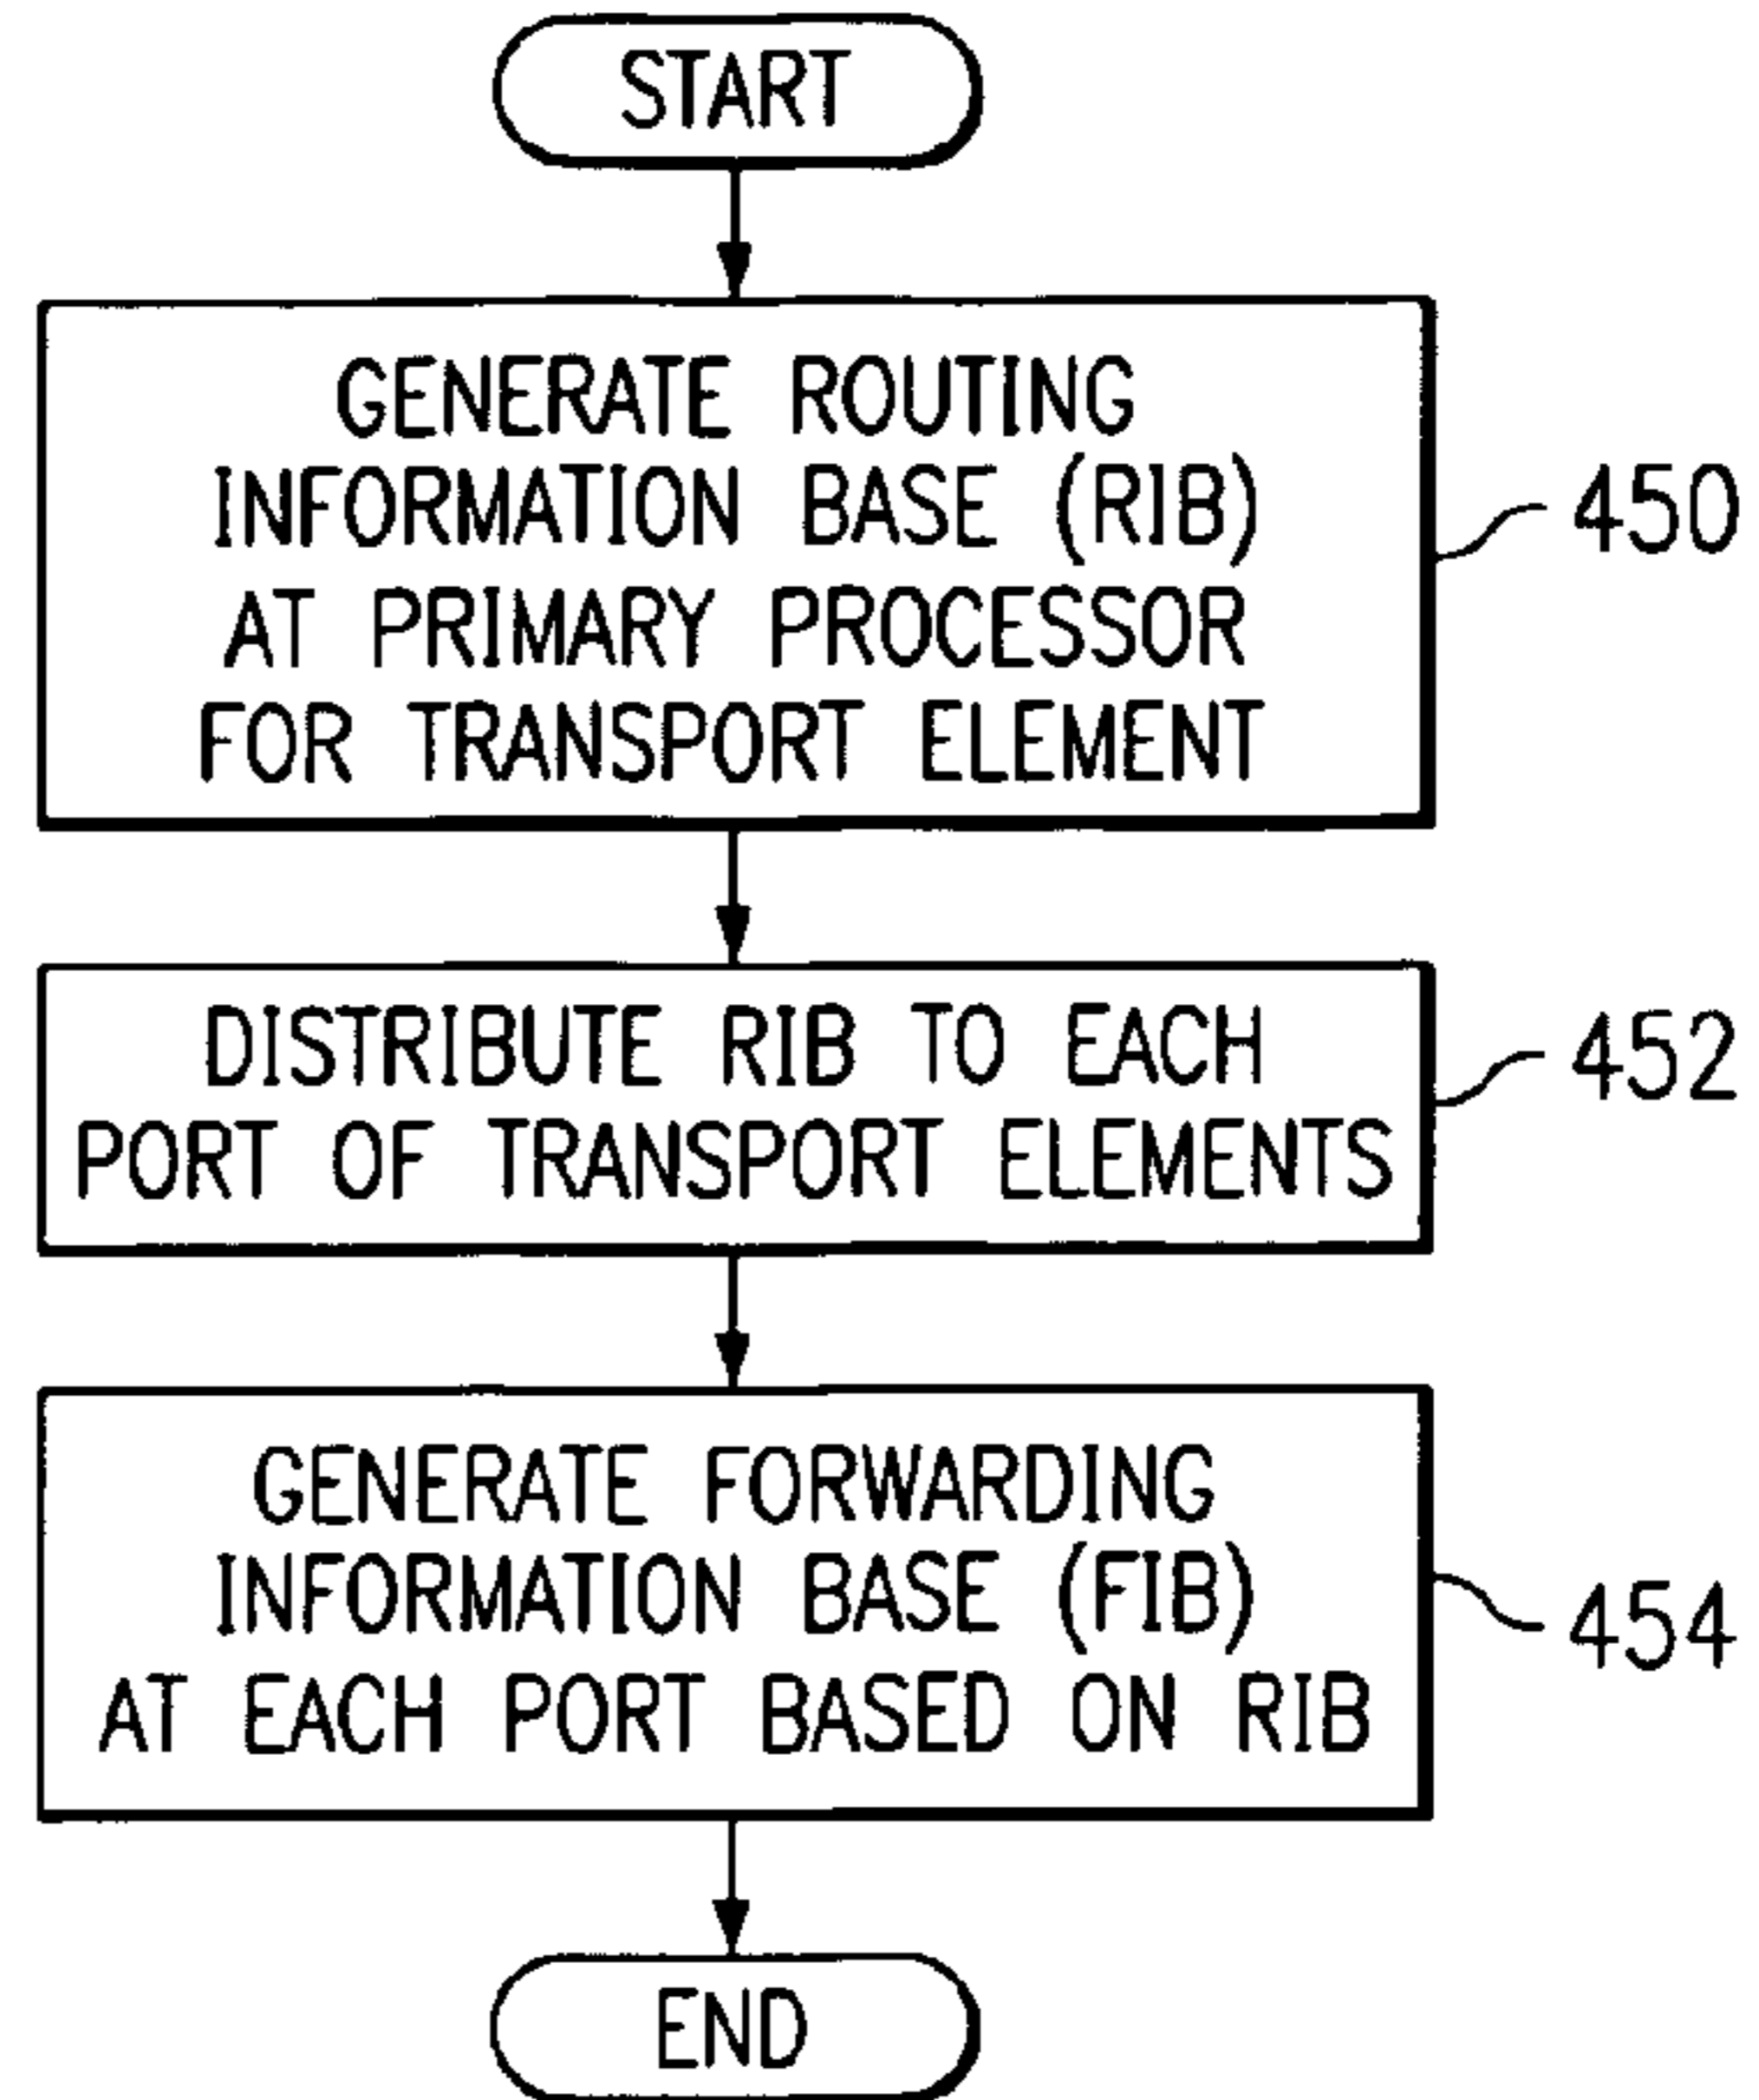 START
GENERATE ROUTING
INFORMATION BASE (RIB)
AT PRIMARY PROCESSOR
FOR TRANSPORT ELEMENT
450
DISTRIBUTE RIB TO EACH
PORT OF TRANSPORT ELEMENTS
452
GENERATE FORWARDING
INFORMATION BASE (FIB)
AT EACH PORT BASED ON RIB
454
END